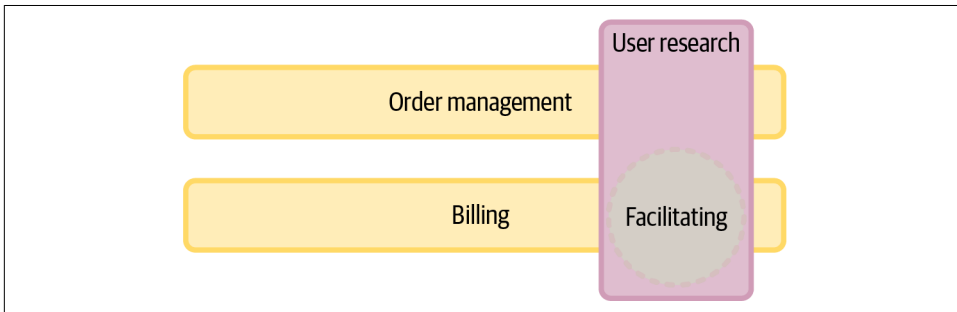 User research
Order management
Billing
Facilitating